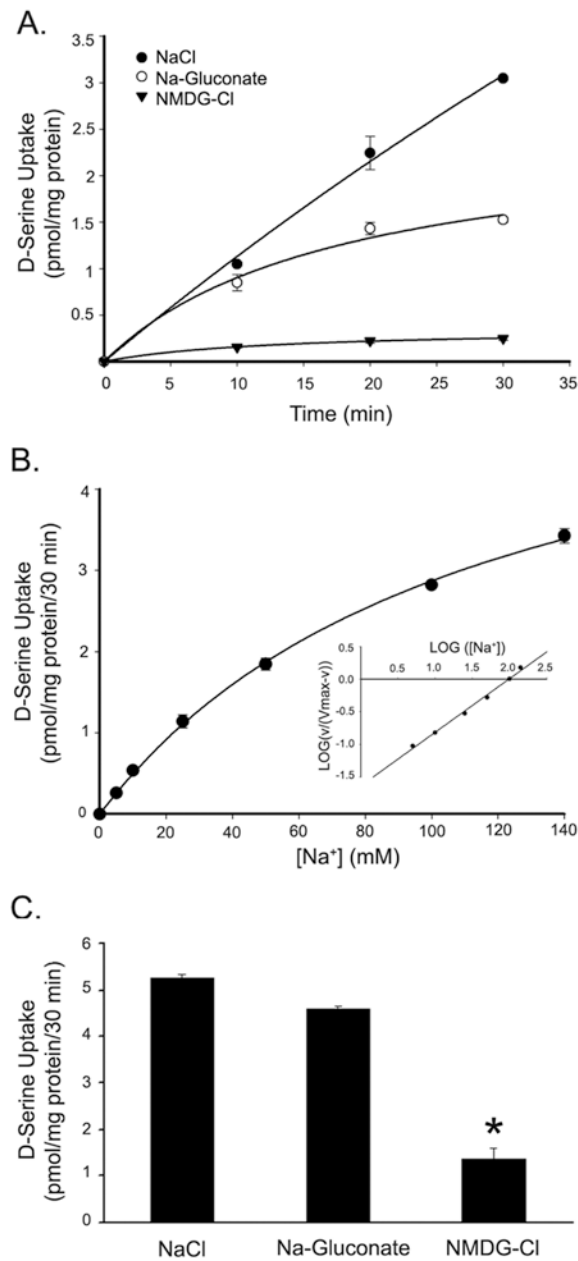 A.
D-Serine Uptake
(pmol/mg protein)
3.5
3
2.5
2
1.5
1
0.5
0
NaCl
Na-Gluconate
NMDG-Cl
0 5 10 15 20 25 30 35
Time (min)
B.
D-Serine Uptake
(pmol/mg protein/30 min)
4
3
2
1
0
LOG ([Na⁺])
0.5 1.0 1.5 2.0 2.5
LOG(v/(Vmax-v))
0.5
0.0
-0.5
-1.0
-1.5
0 20 40 60 80 100 120 140
[Na⁺] (mM)
C.
D-Serine Uptake
(pmol/mg protein/30 min)
6
5
4
3
2
1
0
*
NaCl Na-Gluconate NMDG-Cl